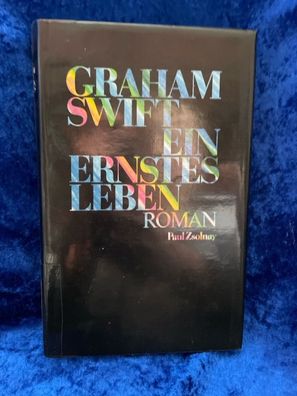 GRAHAM
SWIFT
EIN
ERNSTES
LEBEN
ROMAN
Paul Zsolnay